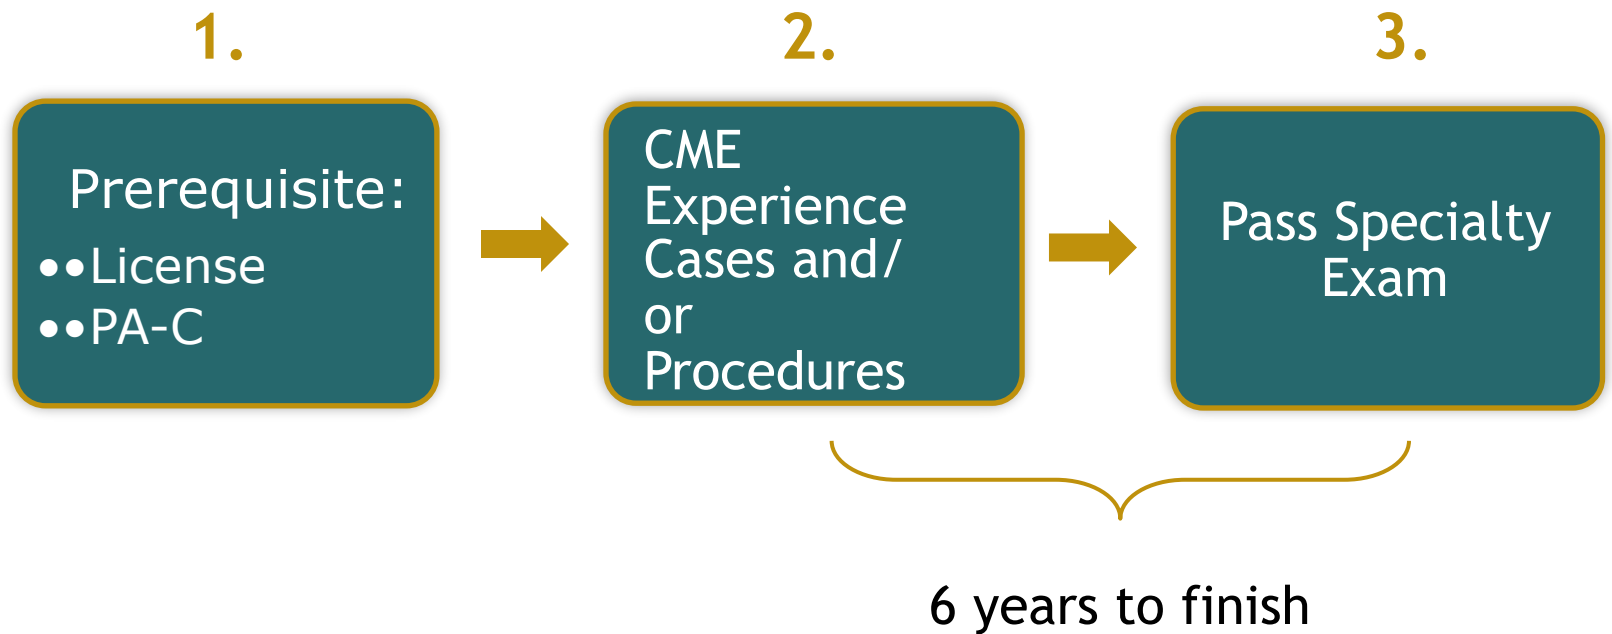 1.
Prerequisite:
••License
••PA-C
2.
CME
Experience
Cases and/
or
Procedures
3.
Pass Specialty
Exam
6 years to finish